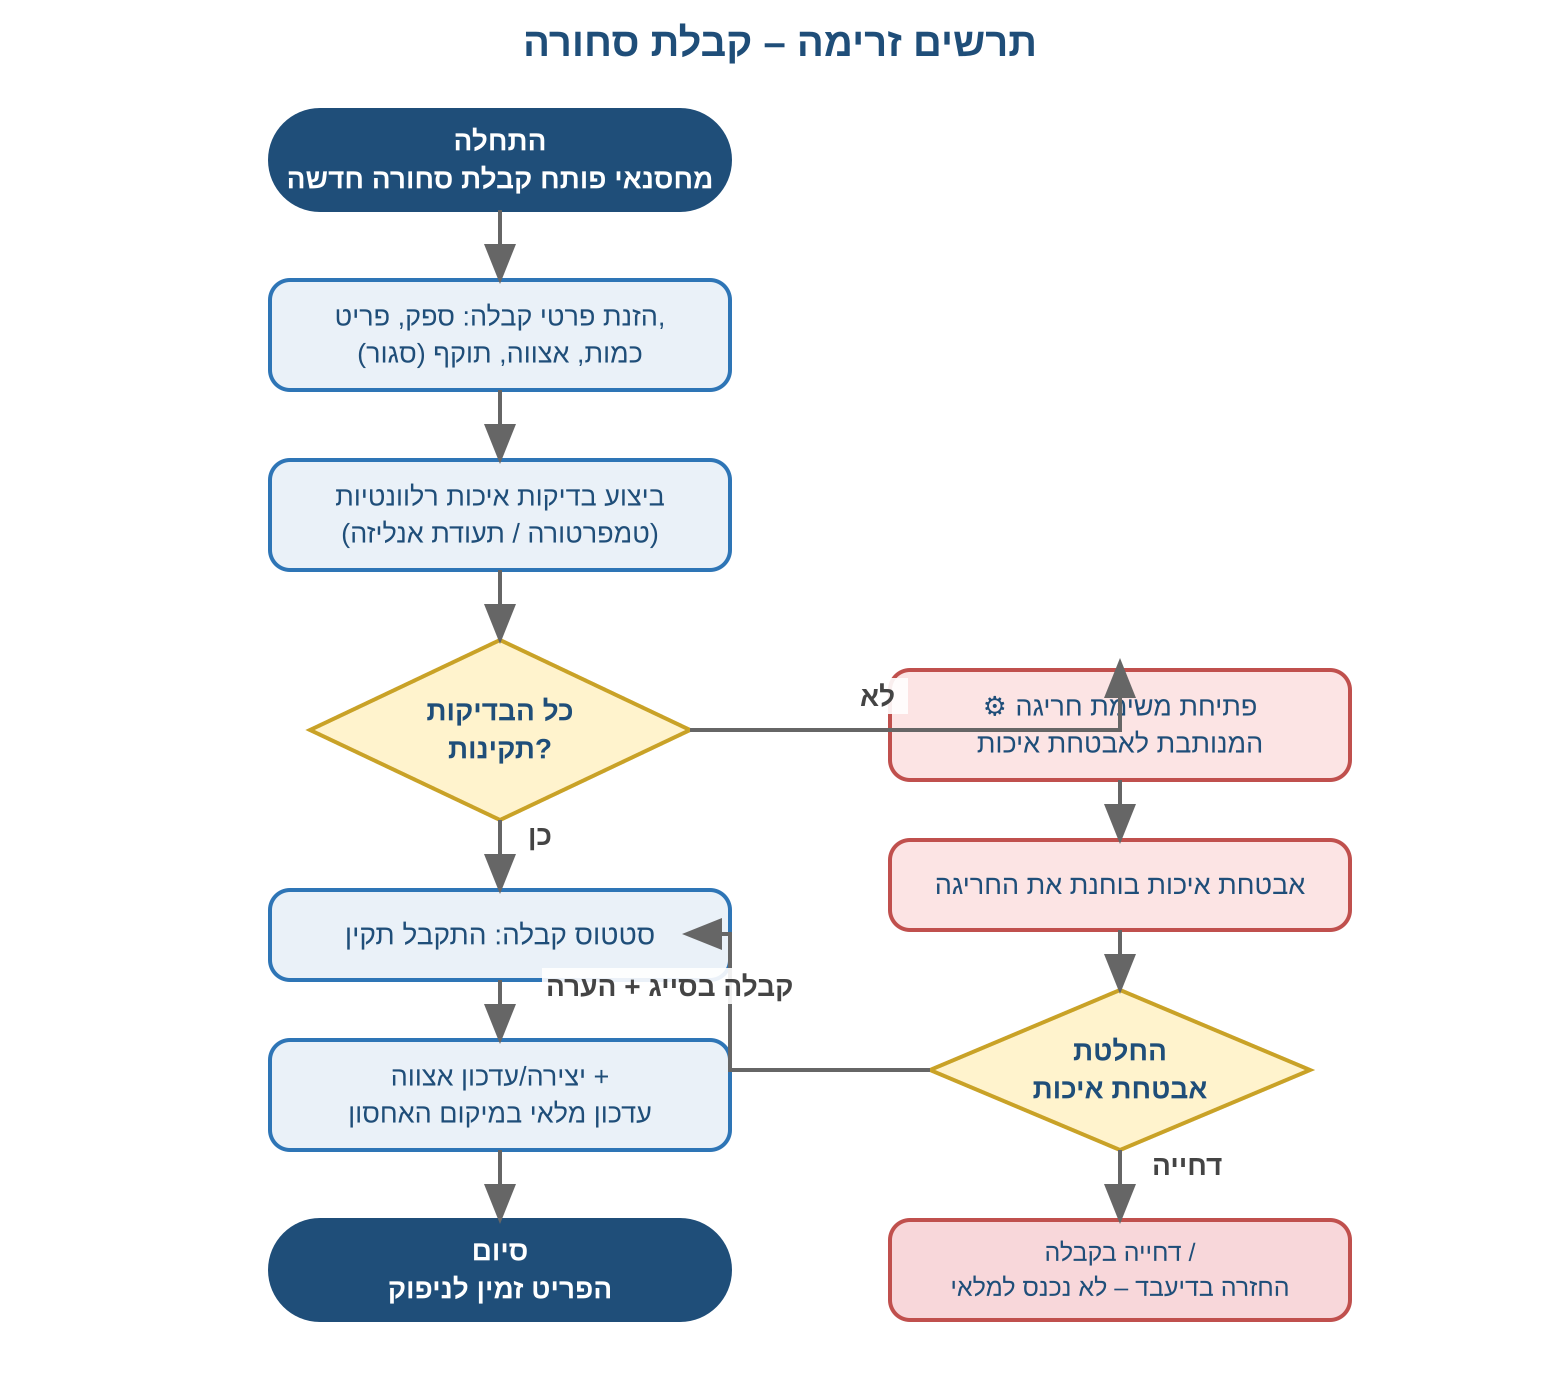 תרשים זרימה – קבלת סחורה
התחלה
מחסנאי פותח קבלת סחורה חדשה
הזנת פרטי קבלה: ספק, פריט,
כמות, אצווה, תוקף (סגור)
ביצוע בדיקות איכות רלוונטיות
(טמפרטורה / תעודת אנליזה)
כל הבדיקות
תקינות?
לא
פתיחת משימת חריגה ⚙
המנותבת לאבטחת איכות
כן
אבטחת איכות בוחנת את החריגה
סטטוס קבלה: התקבל תקין
קבלה בסייג + הערה
החלטת
אבטחת איכות
יצירה/עדכון אצווה +
עדכון מלאי במיקום האחסון
דחייה
דחייה בקבלה /
החזרה בדיעבד – לא נכנס למלאי
סיום
הפריט זמין לניפוק